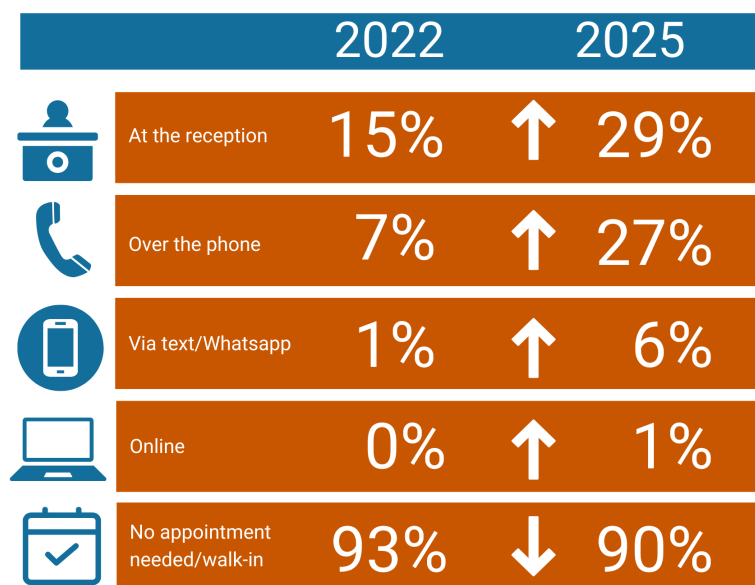 2022 2025
At the reception 15% 29%
Over the phone 7% 27%
Via text/Whatsapp 1% 6%
Online 0% 1%
No appointment
needed/walk-in 93% 90%